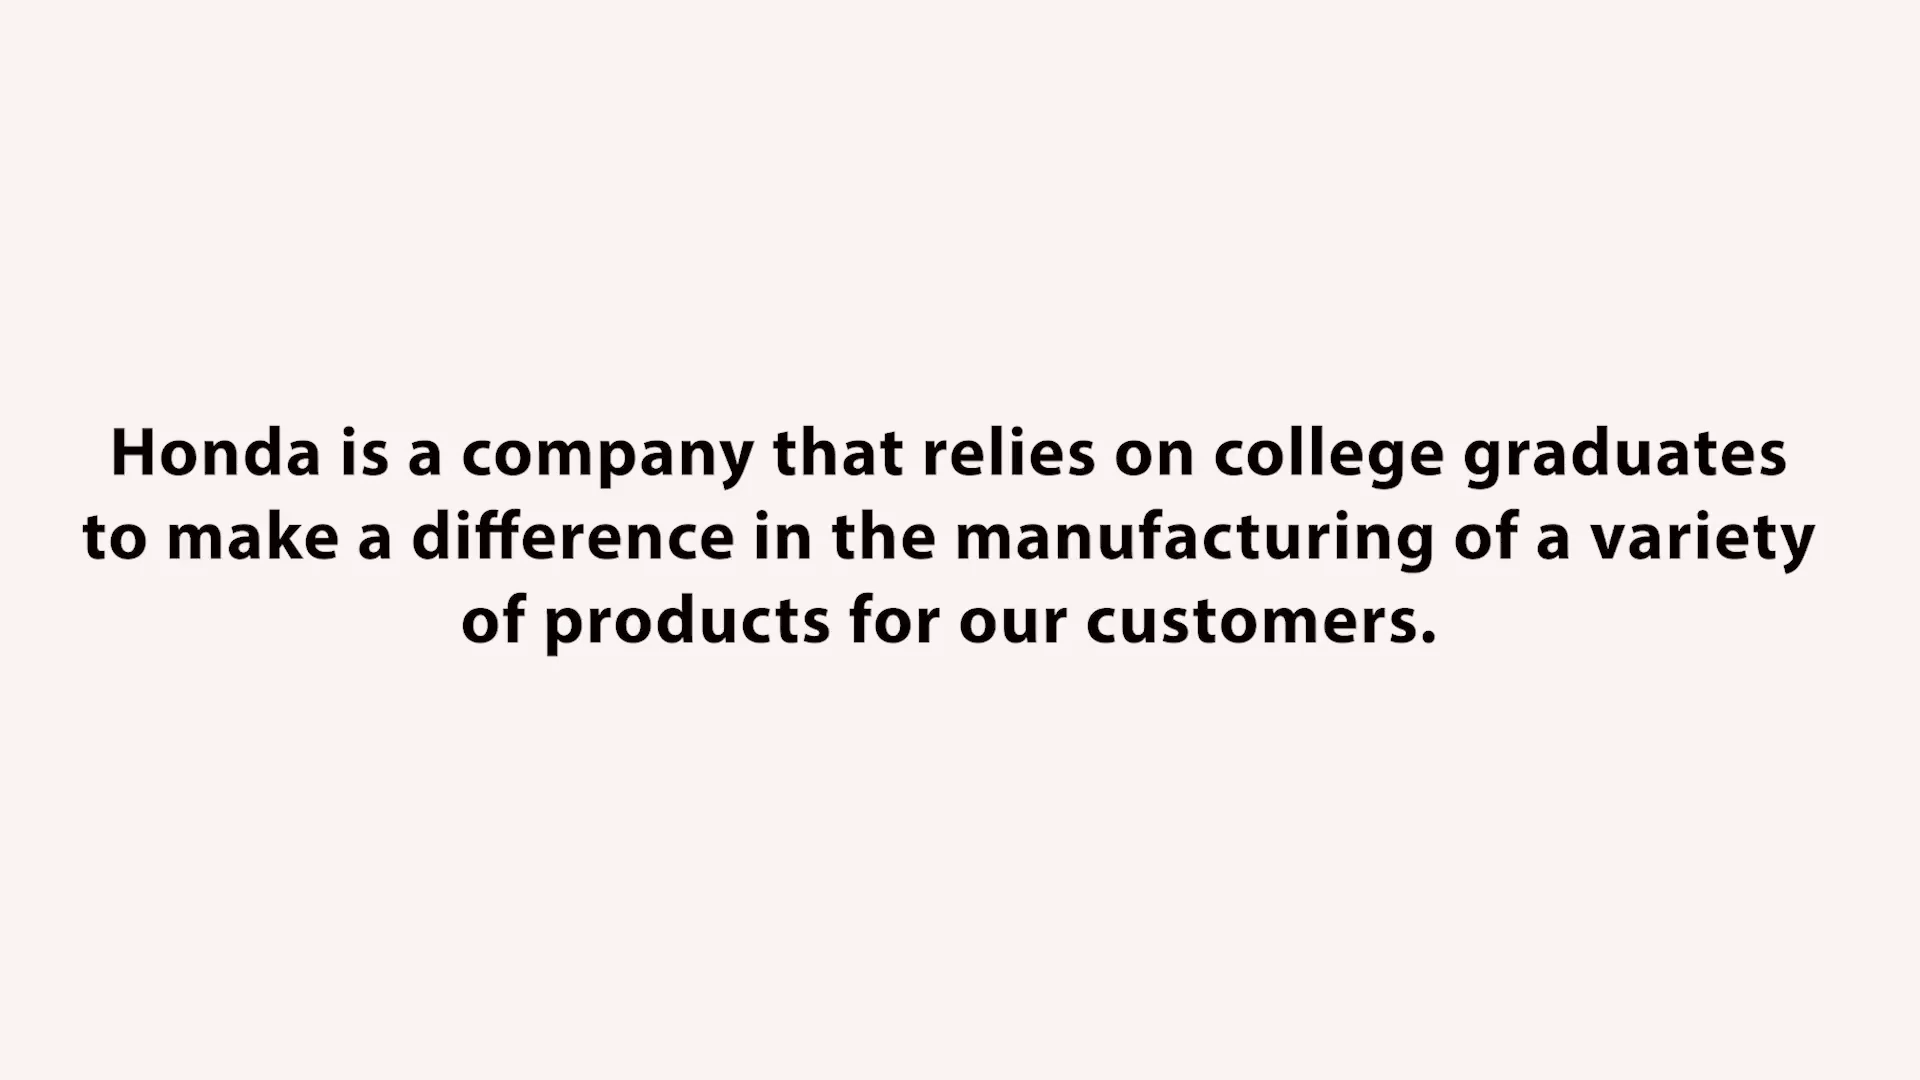 Honda is a company that relies on college graduates
to make a difference in the manufacturing of a variety
of products for our customers.